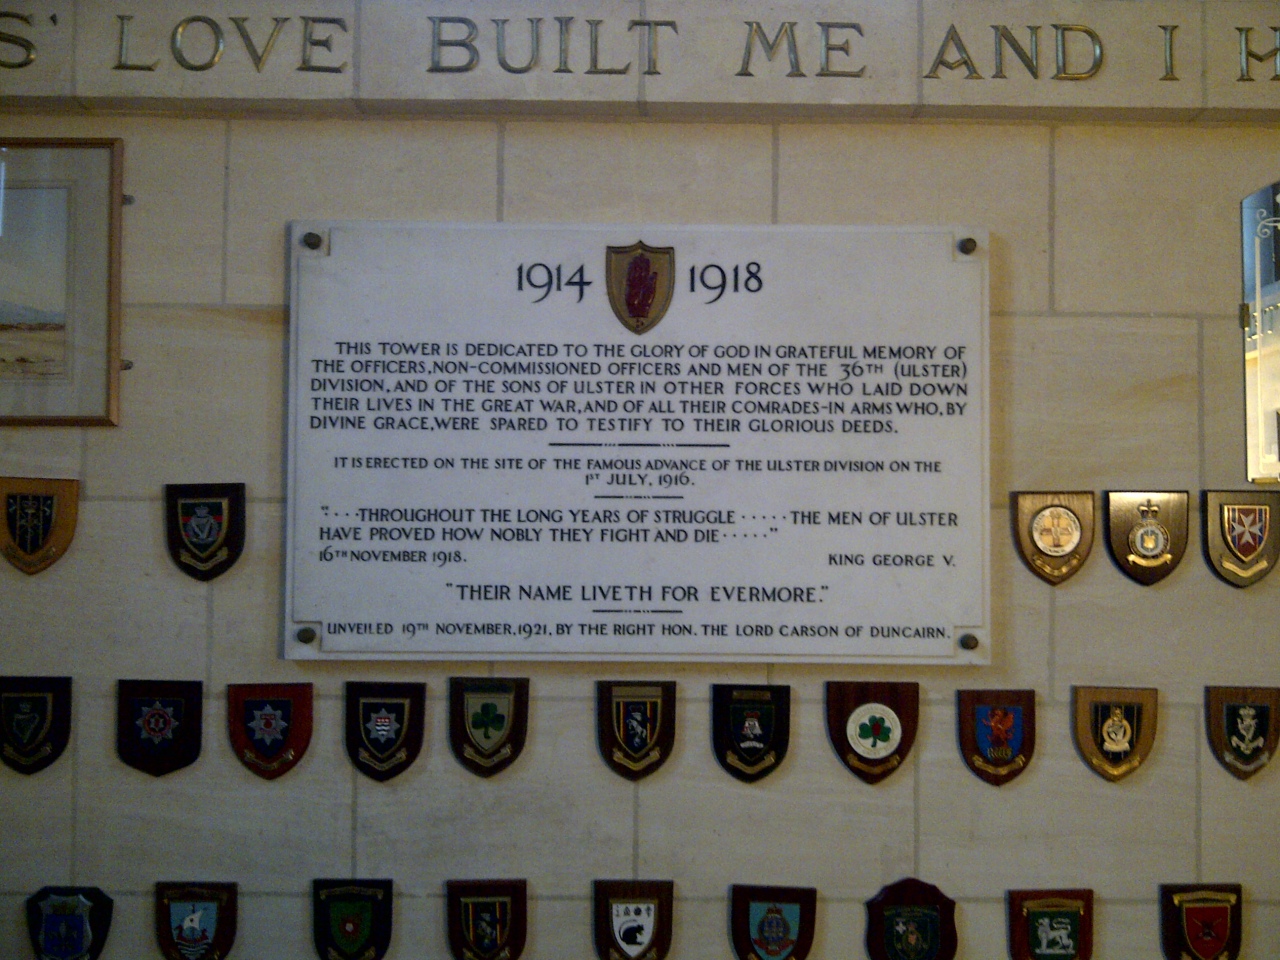 S' LOVE BUILT ME AND I H
1914 1918
THIS TOWER IS DEDICATED TO THE GLORY OF GOD IN GRATEFUL MEMORY OF
THE OFFICERS, NON-COMMISSIONED OFFICERS AND MEN OF THE 36TH (ULSTER)
DIVISION, AND OF THE SONS OF ULSTER IN OTHER FORCES WHO LAID DOWN
THEIR LIVES IN THE GREAT WAR, AND OF ALL THEIR COMRADES-IN ARMS WHO, BY
DIVINE GRACE, WERE SPARED TO TESTIFY TO THEIR GLORIOUS DEEDS.
IT IS ERECTED ON THE SITE OF THE FAMOUS ADVANCE OF THE ULSTER DIVISION ON THE
1ST JULY, 1916.
"....THROUGHOUT THE LONG YEARS OF STRUGGLE.....THE MEN OF ULSTER
HAVE PROVED HOW NOBLY THEY FIGHT AND DIE....."
16TH NOVEMBER 1918. KING GEORGE V.
"THEIR NAME LIVETH FOR EVERMORE."
UNVEILED 19TH NOVEMBER, 1921, BY THE RIGHT HON. THE LORD CARSON OF DUNCAIRN.